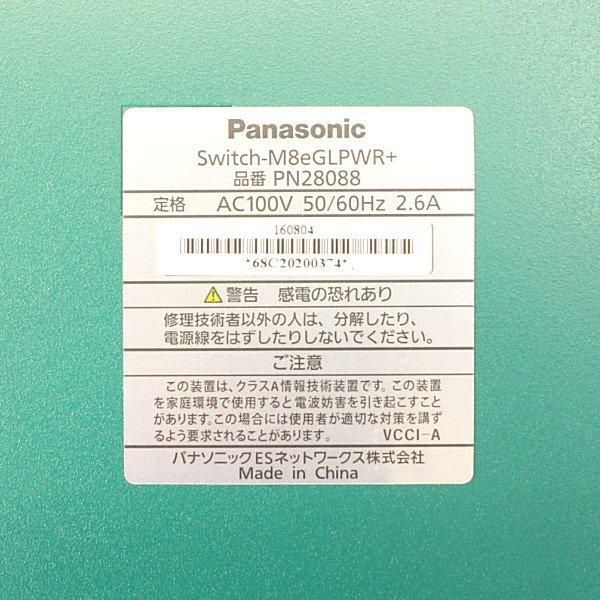 Panasonic
Switch-M8eGLPWR+
品番 PN28088
定格 AC100V 50/60Hz 2.6A
160804
*68C20200374*
警告 感電の恐れあり
修理技術者以外の人は、分解したり、
電源線をはずしたりしないでください。
ご注意
この装置は、クラスA情報技術装置です。この装置
を家庭環境で使用すると電波妨害を引き起こすこと
があります。この場合には使用者が適切な対策を講ず
るよう要求されることがあります。 VCCI-A
パナソニックESネットワークス株式会社
Made in China